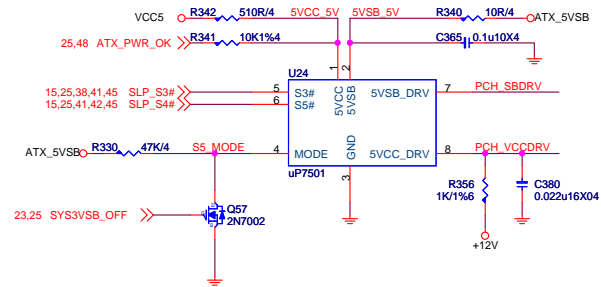 VCC5 R342 510R/4 5VCC_5V 5VSB_5V R340 10R/4 ATX_5VSB
25,48 ATX_PWR_OK R341 10K1%4 C365 0.1u10X4
1 2
U24
15,25,38,41,45 SLP_S3# 5 S3# 5VCC 5VSB 5VSB_DRV 7 PCH_SBDRV
15,25,41,42,45 SLP_S4# 6 S5#
ATX_5VSB R330 47K/4 S5_MODE 4 MODE GND 5VCC_DRV 8 PCH_VCCDRV
uP7501 3
R356 1K/1%6 C380 0.022u16X04
23,25 SYS3VSB_OFF Q57 2N7002
+12V